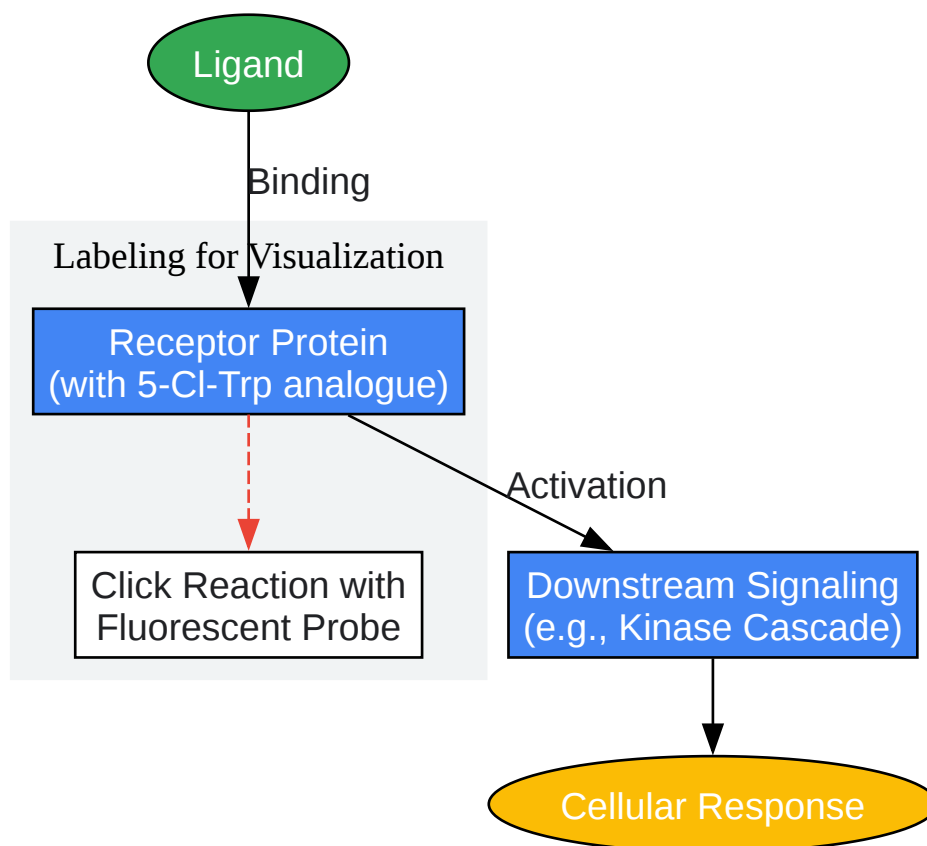 Ligand
Binding
Labeling for Visualization
Receptor Protein
(with 5-Cl-Trp analogue)
Activation
Click Reaction with
Fluorescent Probe
Downstream Signaling
(e.g., Kinase Cascade)
Cellular Response